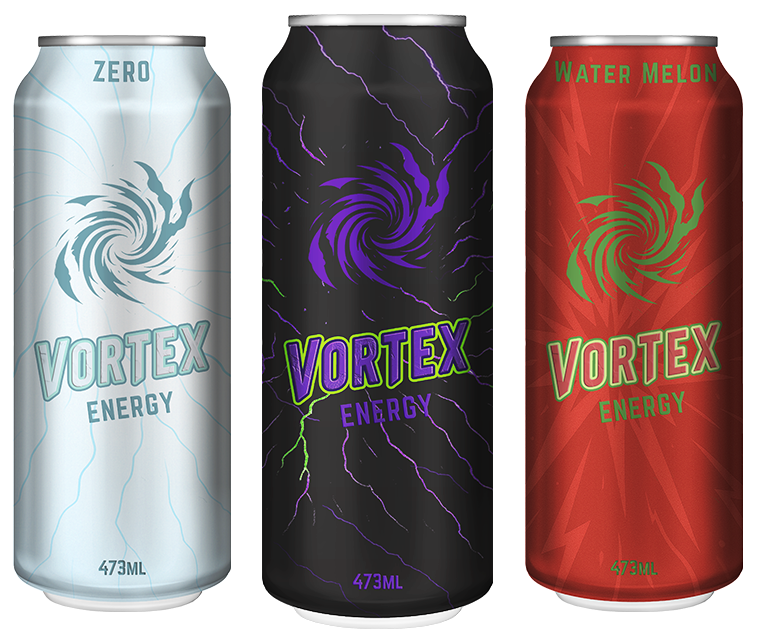 ZERO
VORTEX
ENERGY
473ML
VORTEX
ENERGY
473ML
WATER MELON
VORTEX
ENERGY
473ML